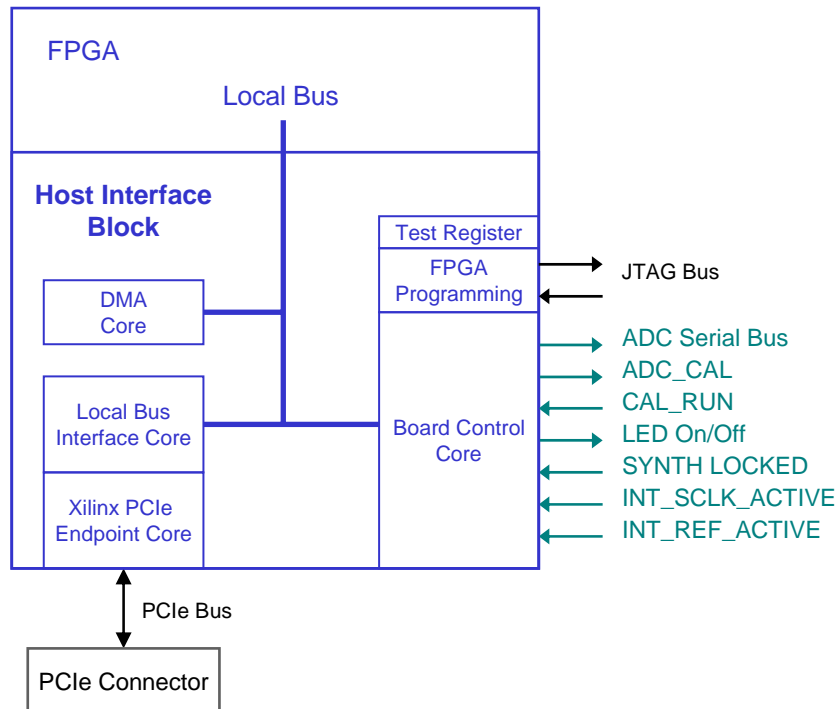 FPGA
Local Bus
Host Interface
Block
Test Register
FPGA
Programming
JTAG Bus
DMA
Core
ADC Serial Bus
ADC_CAL
CAL_RUN
LED On/Off
SYNTH LOCKED
INT_SCLK_ACTIVE
INT_REF_ACTIVE
Local Bus
Interface Core
Board Control
Core
Xilinx PCIe
Endpoint Core
PCIe Bus
PCIe Connector